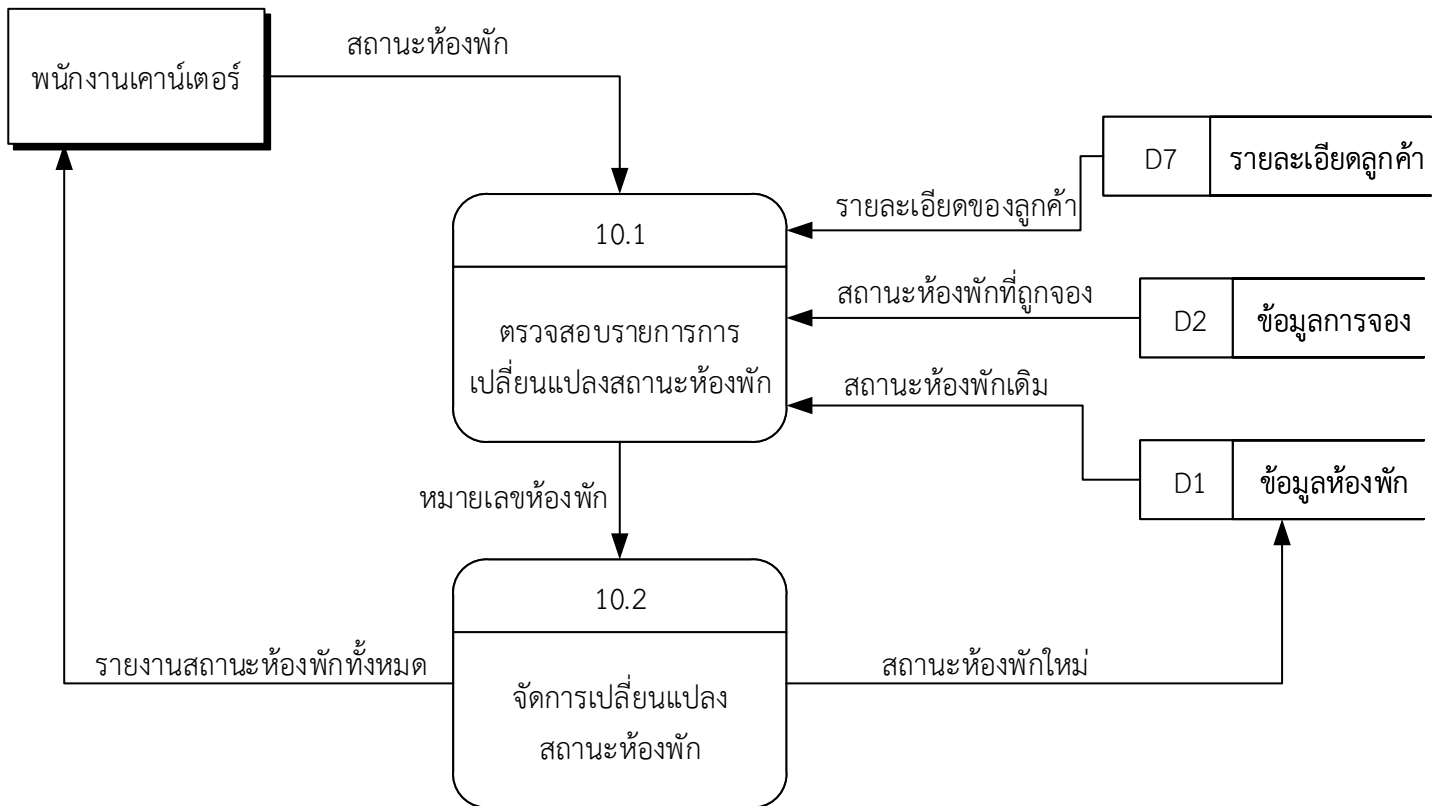 สถานะห้องพัก
พนักงานเคาน์เตอร์
D7
รายละเอียดลูกค้า
รายละเอียดของลูกค้า
10.1
สถานะห้องพักที่ถูกจอง
D2
ข้อมูลการจอง
ตรวจสอบรายการการ
เปลี่ยนแปลงสถานะห้องพัก
สถานะห้องพักเดิม
D1
ข้อมูลห้องพัก
หมายเลขห้องพัก
10.2
รายงานสถานะห้องพักทั้งหมด
สถานะห้องพักใหม่
จัดการเปลี่ยนแปลง
สถานะห้องพัก